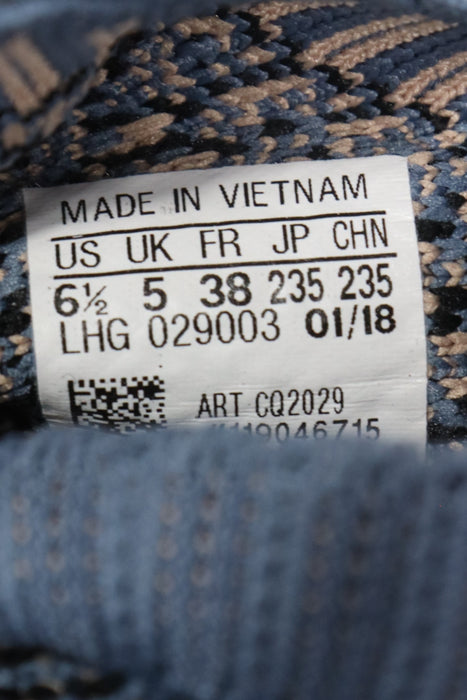 MADE IN VIETNAM
US UK FR JP CHN
6½ 5 38 235 235
LHG 029003 01/18
ART CQ2029
119046715